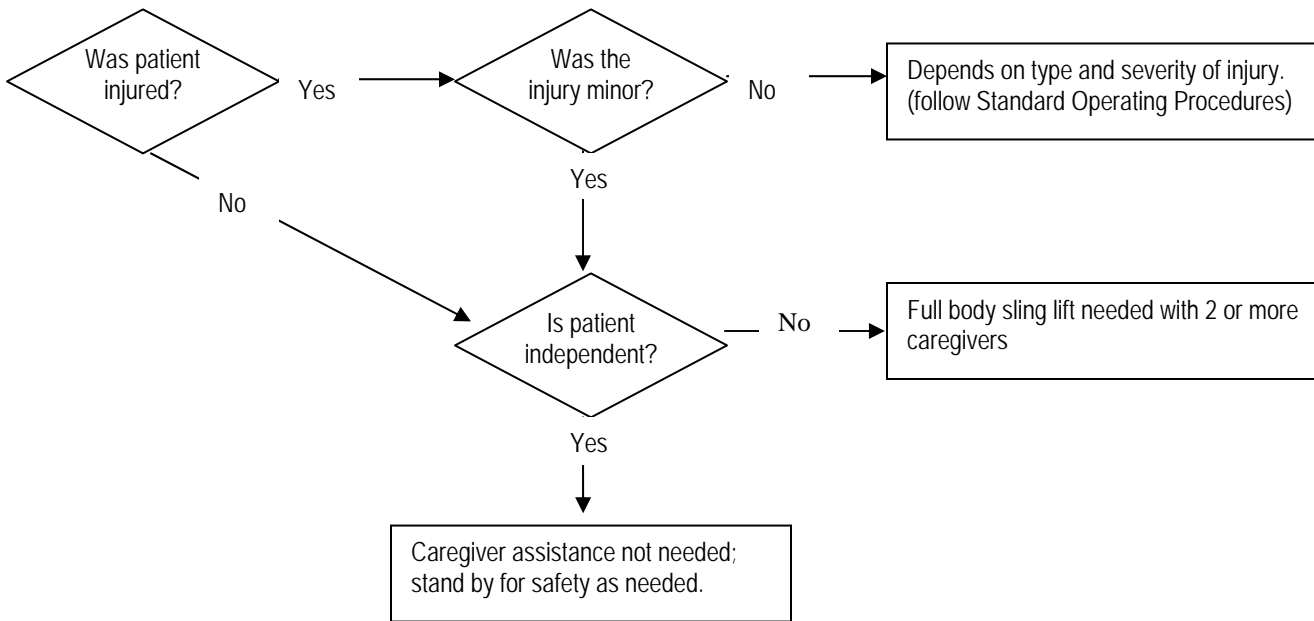 Was patient
injured?
Yes
Was the
injury minor?
No
Depends on type and severity of injury.
(follow Standard Operating Procedures)
Yes
No
Is patient
independent?
No
Full body sling lift needed with 2 or more
caregivers
Yes
Caregiver assistance not needed;
stand by for safety as needed.